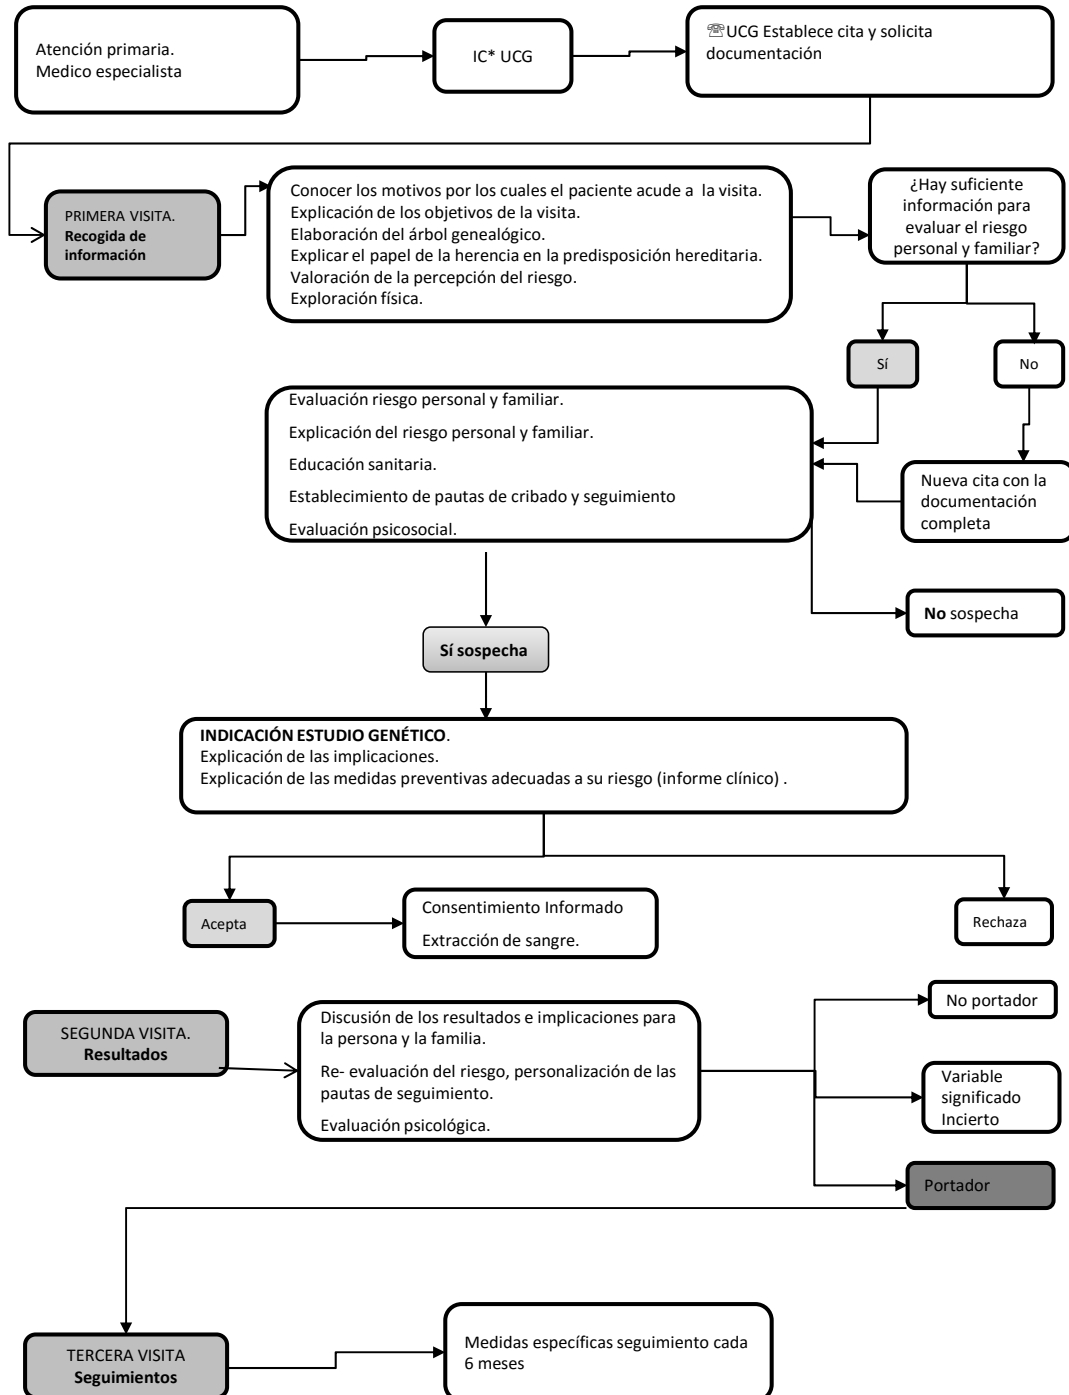 Atención primaria.
Medico especialista
IC* UCG
☏UCG Establece cita y solicita
documentación
PRIMERA VISITA.
Recogida de
información
Conocer los motivos por los cuales el paciente acude a la visita.
Explicación de los objetivos de la visita.
Elaboración del árbol genealógico.
Explicar el papel de la herencia en la predisposición hereditaria.
Valoración de la percepción del riesgo.
Exploración física.
¿Hay suficiente
información para
evaluar el riesgo
personal y familiar?
Sí
No
Evaluación riesgo personal y familiar.
Explicación del riesgo personal y familiar.
Educación sanitaria.
Establecimiento de pautas de cribado y seguimiento
Evaluación psicosocial.
Nueva cita con la
documentación
completa
No sospecha
Sí sospecha
INDICACIÓN ESTUDIO GENÉTICO.
Explicación de las implicaciones.
Explicación de las medidas preventivas adecuadas a su riesgo (informe clínico) .
Acepta
Consentimiento Informado
Extracción de sangre.
Rechaza
SEGUNDA VISITA.
Resultados
Discusión de los resultados e implicaciones para
la persona y la familia.
Re- evaluación del riesgo, personalización de las
pautas de seguimiento.
Evaluación psicológica.
No portador
Variable
significado
Incierto
Portador
TERCERA VISITA
Seguimientos
Medidas específicas seguimiento cada
6 meses